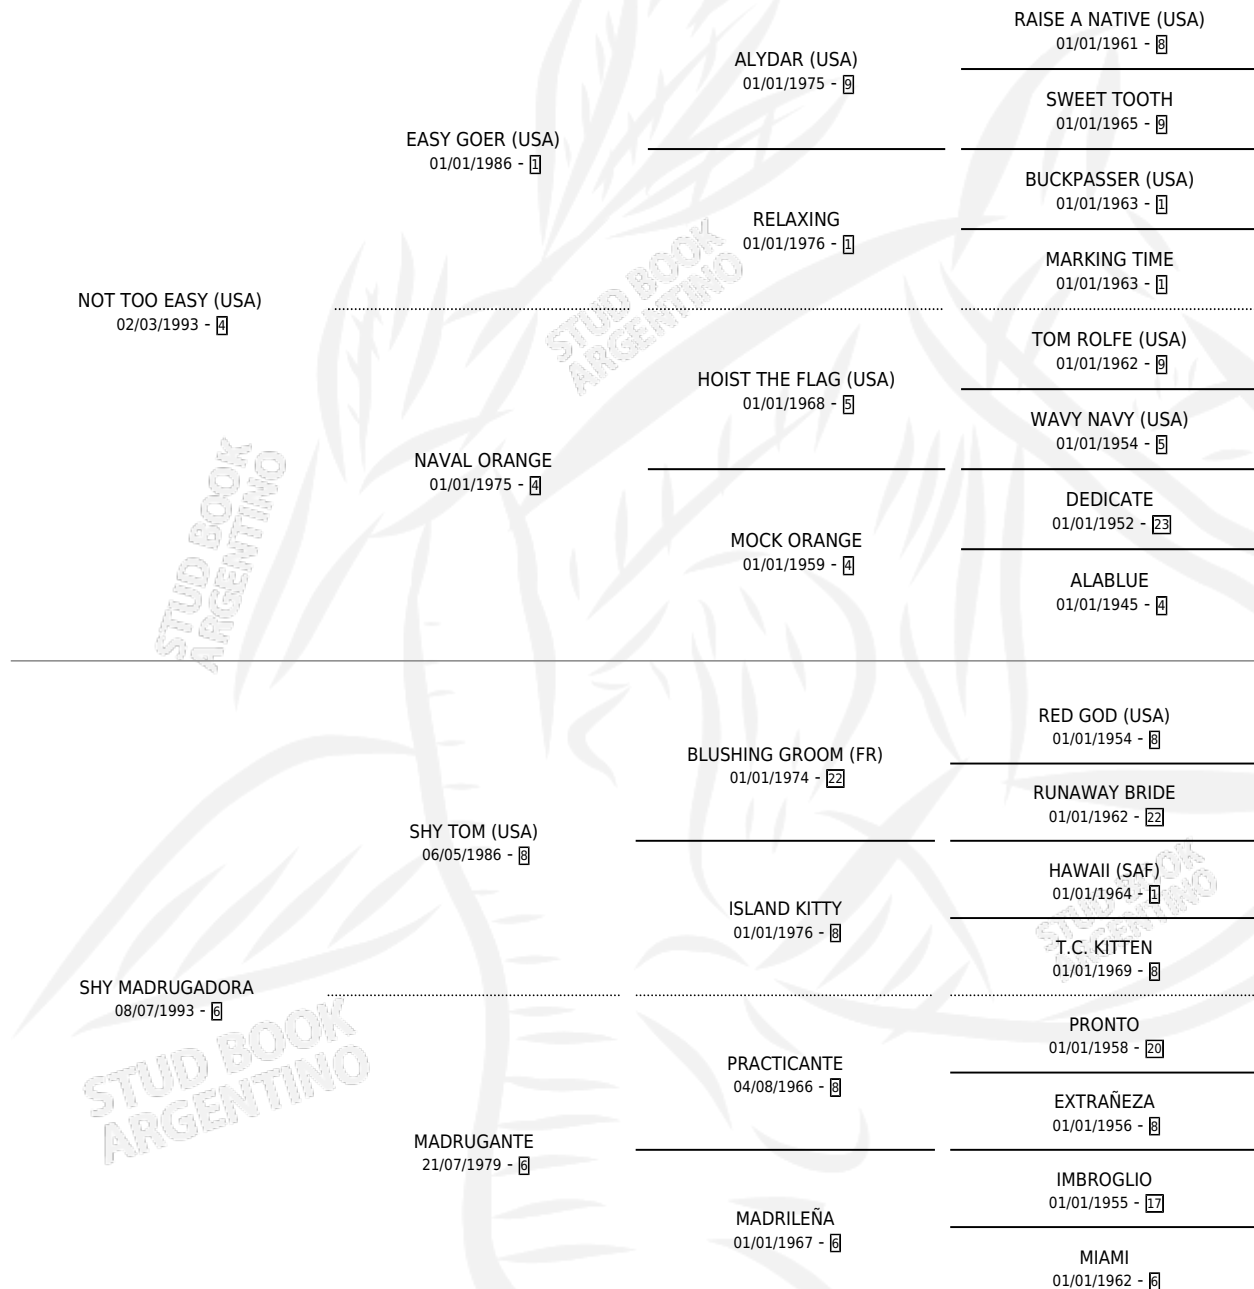 RAISE A NATIVE (USA)
01/01/1961 - 8
ALYDAR (USA)
01/01/1975 - 9
SWEET TOOTH
01/01/1965 - 9
EASY GOER (USA)
01/01/1986 - 1
BUCKPASSER (USA)
01/01/1963 - 1
RELAXING
01/01/1976 - 1
MARKING TIME
01/01/1963 - 1
NOT TOO EASY (USA)
02/03/1993 - 4
TOM ROLFE (USA)
01/01/1962 - 9
HOIST THE FLAG (USA)
01/01/1968 - 5
WAVY NAVY (USA)
01/01/1954 - 5
NAVAL ORANGE
01/01/1975 - 4
DEDICATE
01/01/1952 - 23
MOCK ORANGE
01/01/1959 - 4
ALABLUE
01/01/1945 - 4
RED GOD (USA)
01/01/1954 - 8
BLUSHING GROOM (FR)
01/01/1974 - 22
RUNAWAY BRIDE
01/01/1962 - 22
SHY TOM (USA)
06/05/1986 - 8
HAWAII (SAF)
01/01/1964 - 1
ISLAND KITTY
01/01/1976 - 8
T.C. KITTEN
01/01/1969 - 8
SHY MADRUGADORA
08/07/1993 - 6
PRONTO
01/01/1958 - 20
PRACTICANTE
04/08/1966 - 8
EXTRAÑEZA
01/01/1956 - 8
MADRUGANTE
21/07/1979 - 6
IMBROGLIO
01/01/1955 - 17
MADRILEÑA
01/01/1967 - 6
MIAMI
01/01/1962 - 6
STUD BOOK
ARGENTINO
STUD BOOK
ARGENTINO
STUD BOOK
ARGENTINO
STUD BOOK
ARGENTINO